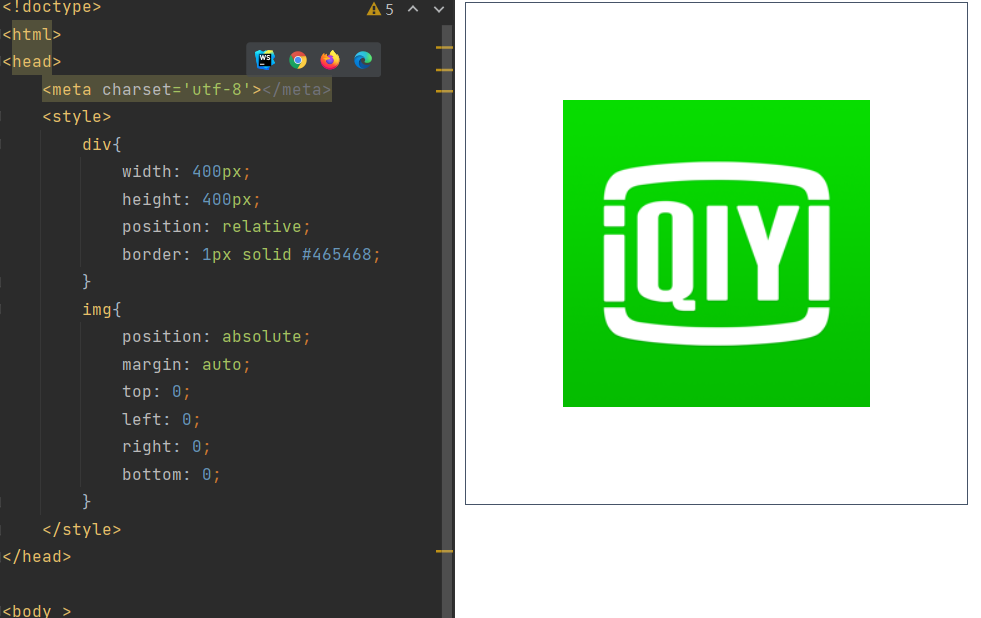 <!doctype>
5
<html>
<head>
WS
<meta charset='utf-8'></meta>
<style>
div{
width: 400px;
height: 400px;
position: relative;
border: 1px solid #465468;
}
img{
position: absolute;
margin: auto;
top: 0;
left: 0;
right: 0;
bottom: 0;
}
</style>
</head>
<body >
iQIYI